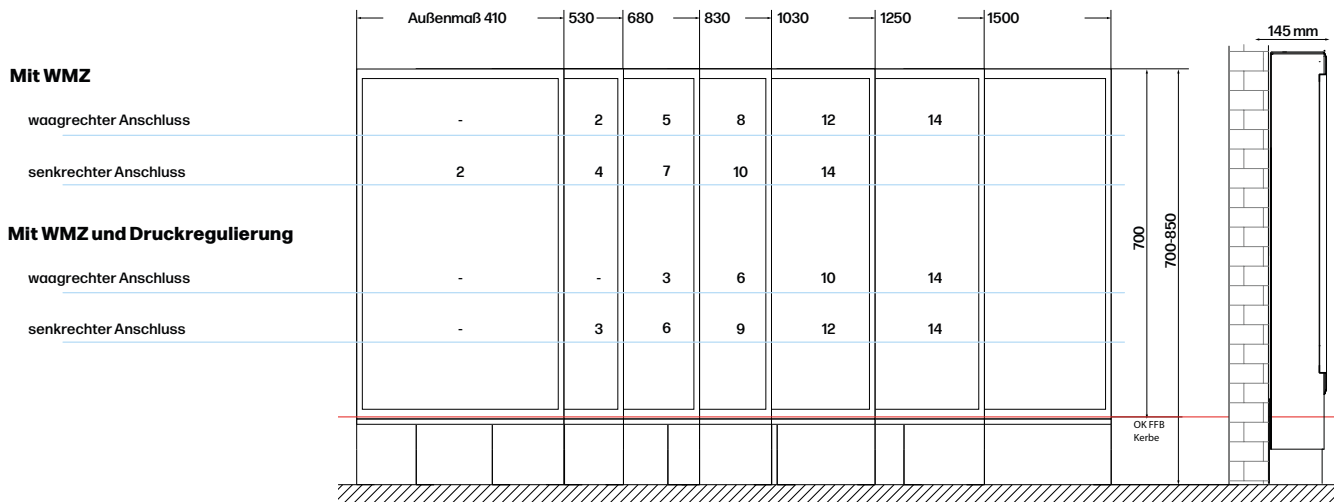 Außenmaß 410 530 680 830 1030 1250 1500
145 mm
Mit WMZ
waagrechter Anschluss - 2 5 8 12 14
senkrechter Anschluss 2 4 7 10 14
Mit WMZ und Druckregulierung
700
700-850
waagrechter Anschluss - - 3 6 10 14
senkrechter Anschluss - 3 6 9 12 14
OK FFB
Kerbe